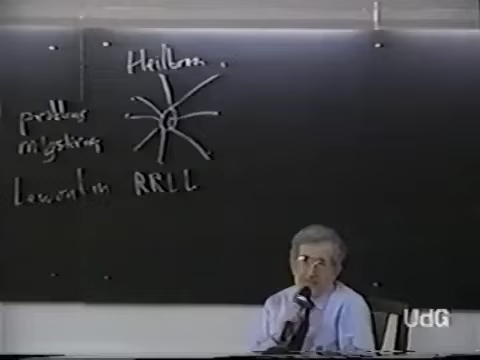 Heilbron
problems
mysteries
Lewontin RRLL
UdG